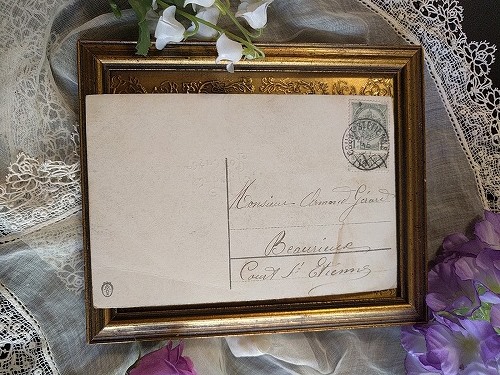 Monsieur Armand Gérard
Beaurieux
Court St Etienne